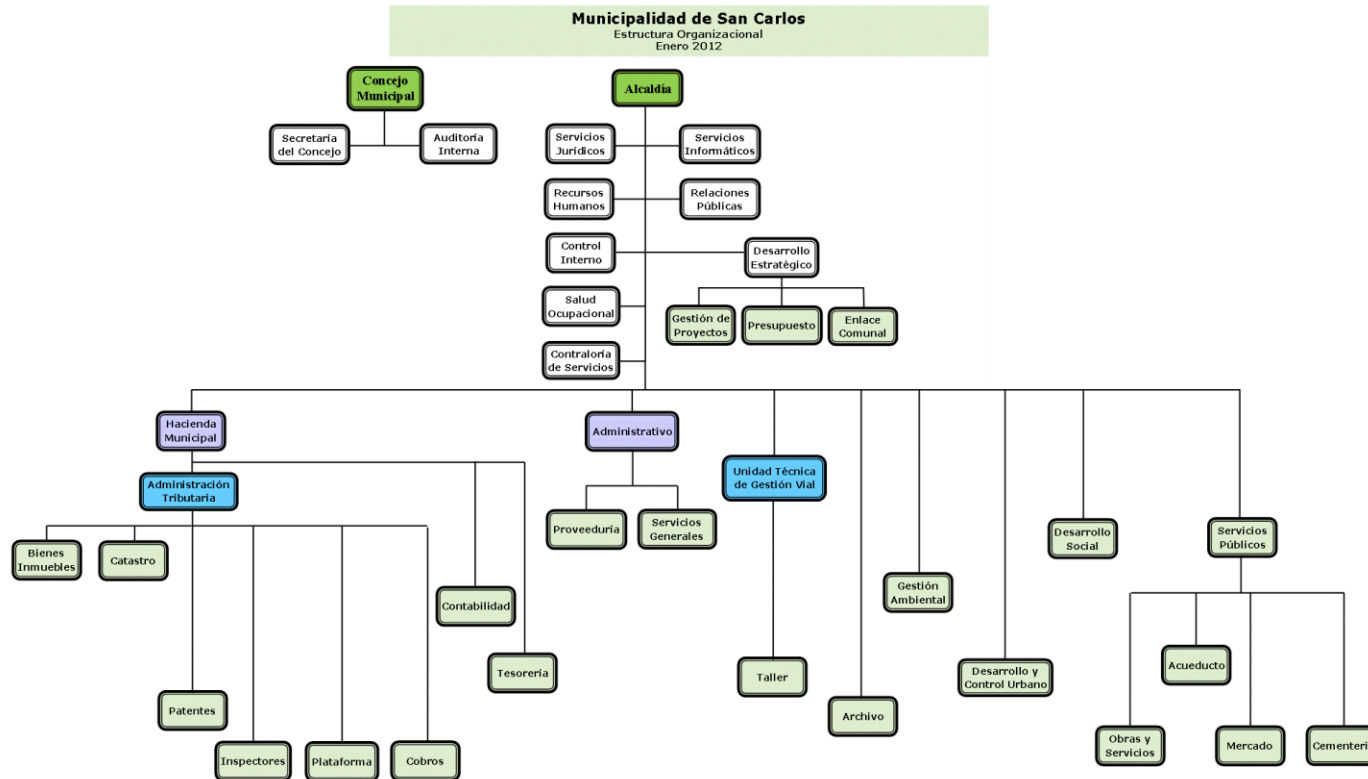 Municipalidad de San Carlos
Estructura Organizacional
Enero 2012
Concejo
Municipal
Alcaldía
Secretaría
del Concejo
Auditoría
Interna
Servicios
Jurídicos
Servicios
Informáticos
Recursos
Humanos
Relaciones
Públicas
Control
Interno
Desarrollo
Estratégico
Salud
Ocupacional
Gestión de
Proyectos
Presupuesto
Enlace
Comunal
Contraloría
de Servicios
Hacienda
Municipal
Administrativo
Unidad Técnica
de Gestión Vial
Administración
Tributaria
Proveeduría
Servicios
Generales
Desarrollo
Social
Servicios
Públicos
Bienes
Inmuebles
Catastro
Contabilidad
Gestión
Ambiental
Tesorería
Taller
Desarrollo y
Control Urbano
Acueducto
Patentes
Archivo
Inspectores
Plataforma
Cobros
Obras y
Servicios
Mercado
Cementeri